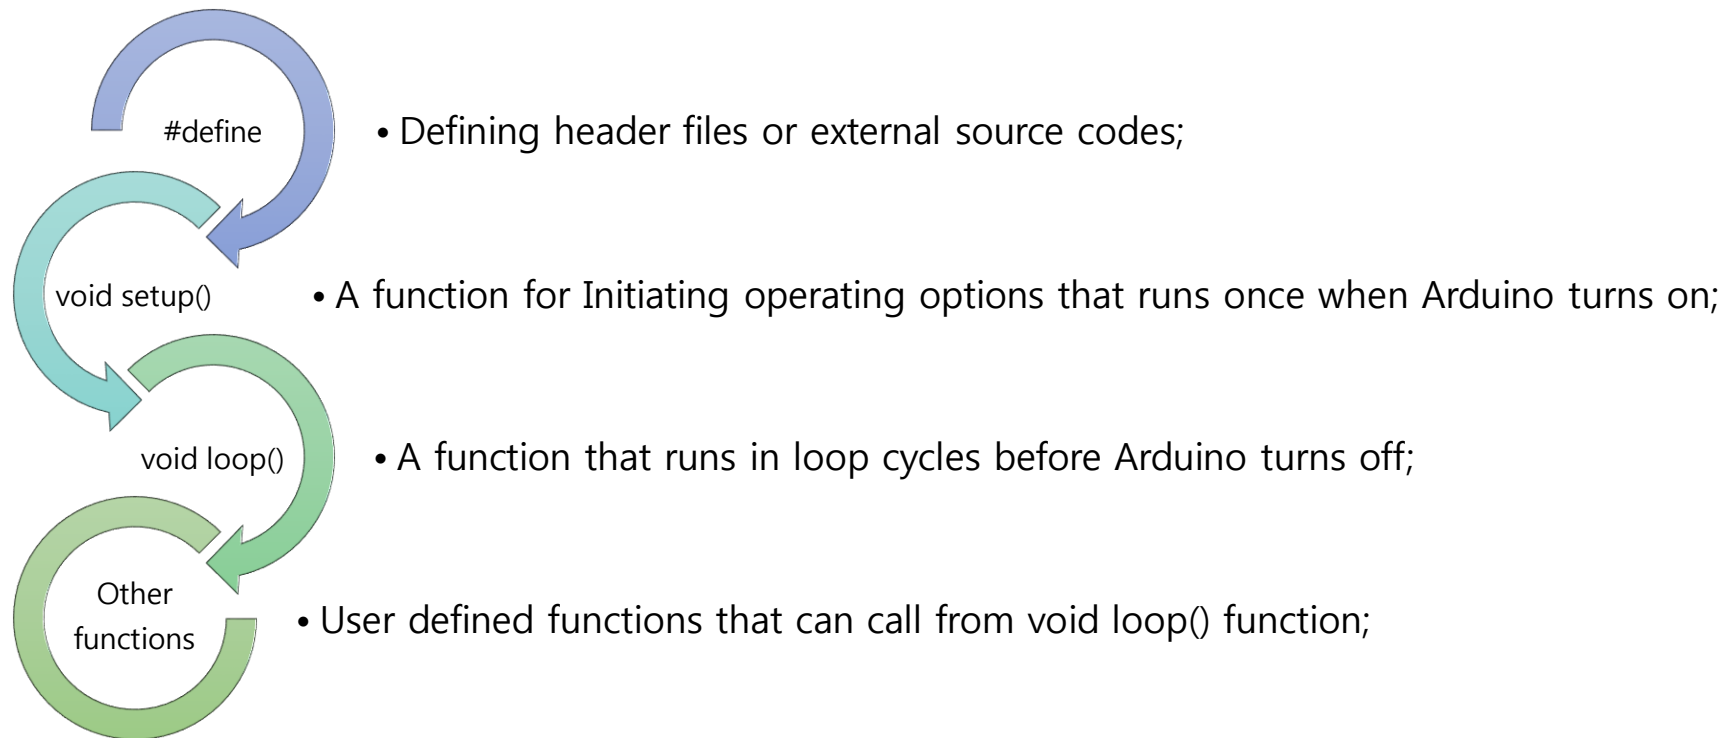 #define
• Defining header files or external source codes;
void setup()
• A function for Initiating operating options that runs once when Arduino turns on;
void loop()
• A function that runs in loop cycles before Arduino turns off;
Other
functions
• User defined functions that can call from void loop() function;